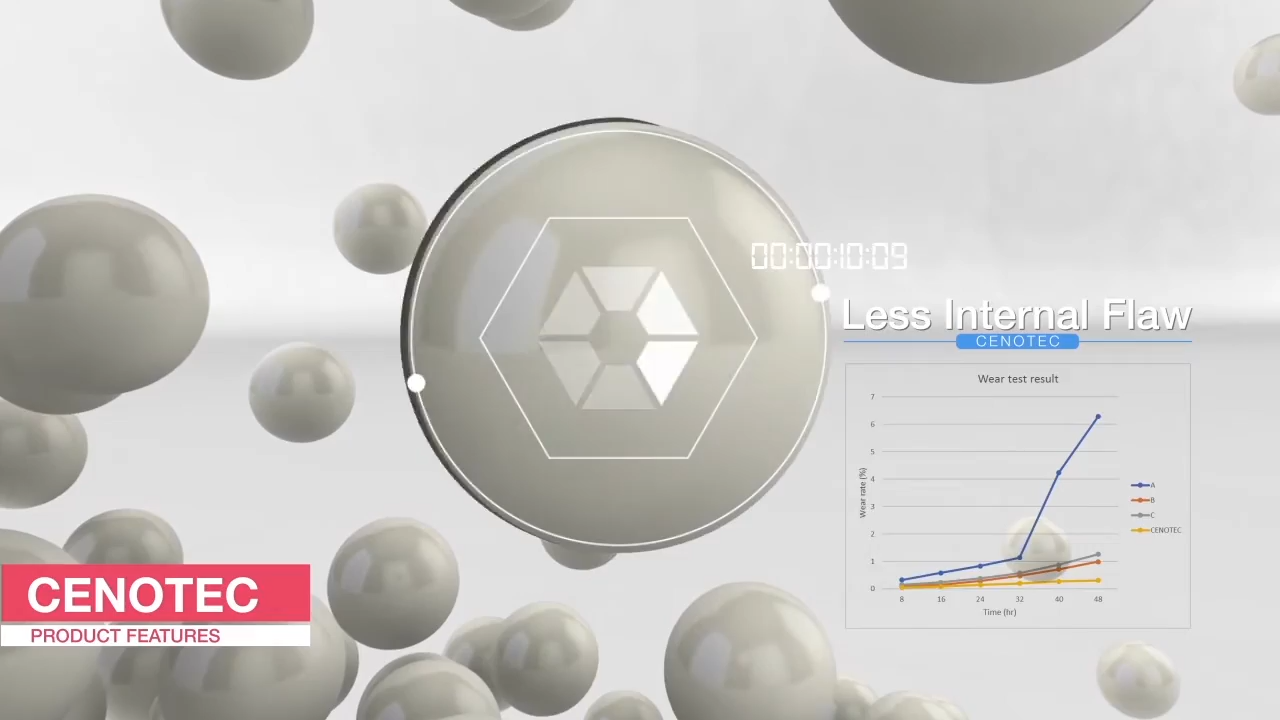 00:00:10:09
Less Internal Flaw
CENOTEC
Wear test result
7
6
5
4
3
2
1
0
Wear rate (%)
8 16 24 32 40 48
Time (hr)
A
B
C
CENOTEC
CENOTEC
PRODUCT FEATURES